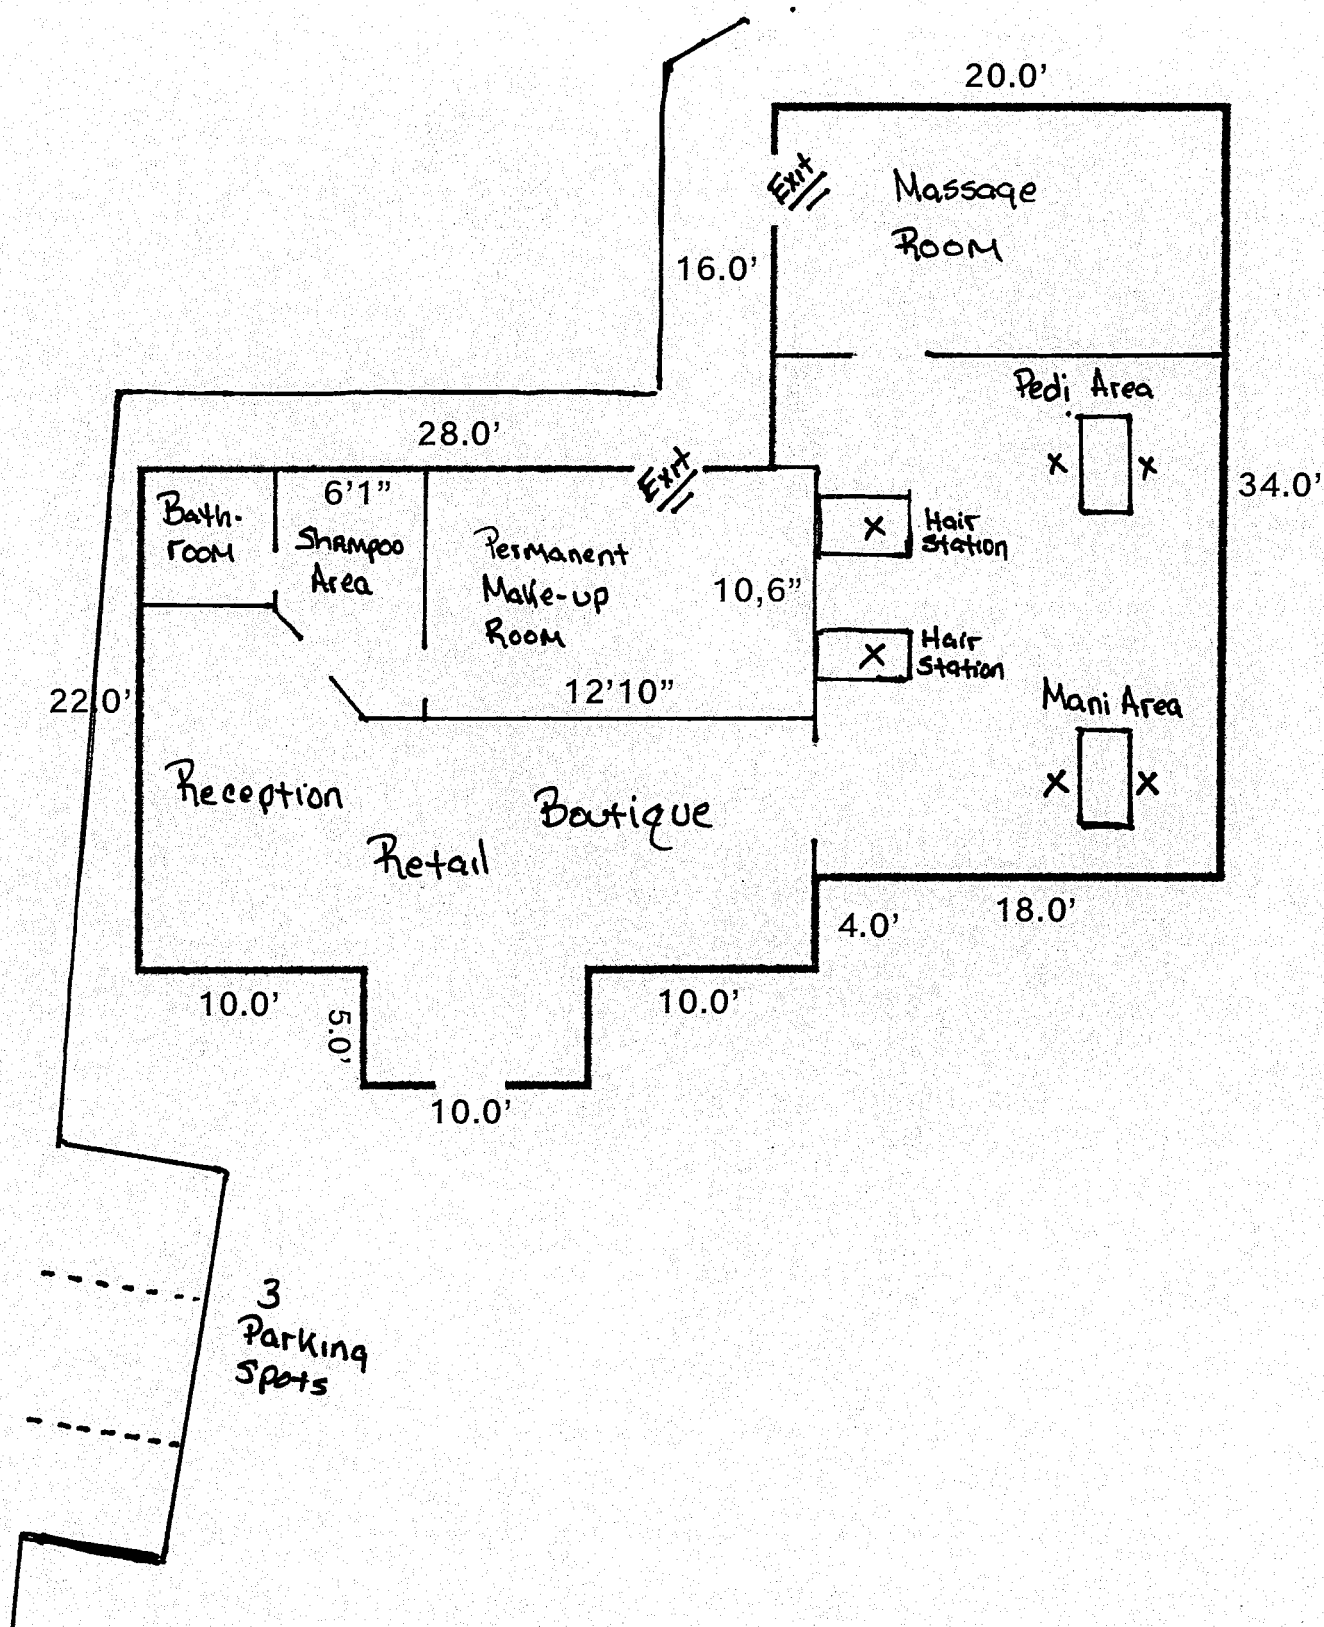 20.0'
Exit
Massage
Room
16.0'
Pedi Area
28.0'
Exit
34.0'
6'1"
Bath-
room
Shampoo
Area
Permanent
Make-up
Room
10,6"
X
X
X
Hair
Station
X
Hair
Station
12'10"
22.0'
Mani Area
X
X
Reception
Boutique
Retail
4.0'
18.0'
10.0'
5.0'
10.0'
10.0'
3
Parking
Spots